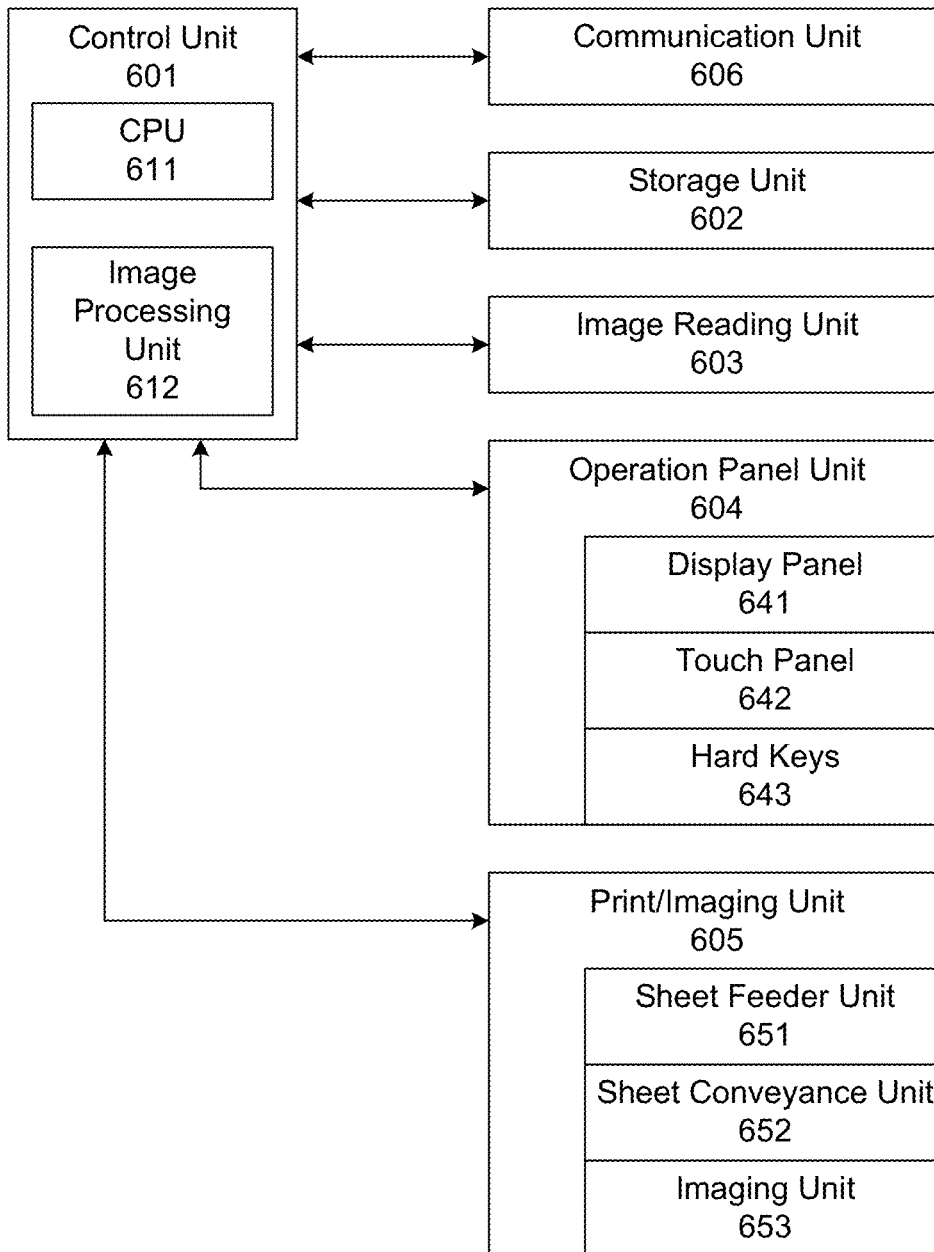 Control Unit
601
CPU
611
Image
Processing
Unit
612
Communication Unit
606
Storage Unit
602
Image Reading Unit
603
Operation Panel Unit
604
Display Panel
641
Touch Panel
642
Hard Keys
643
Print/Imaging Unit
605
Sheet Feeder Unit
651
Sheet Conveyance Unit
652
Imaging Unit
653